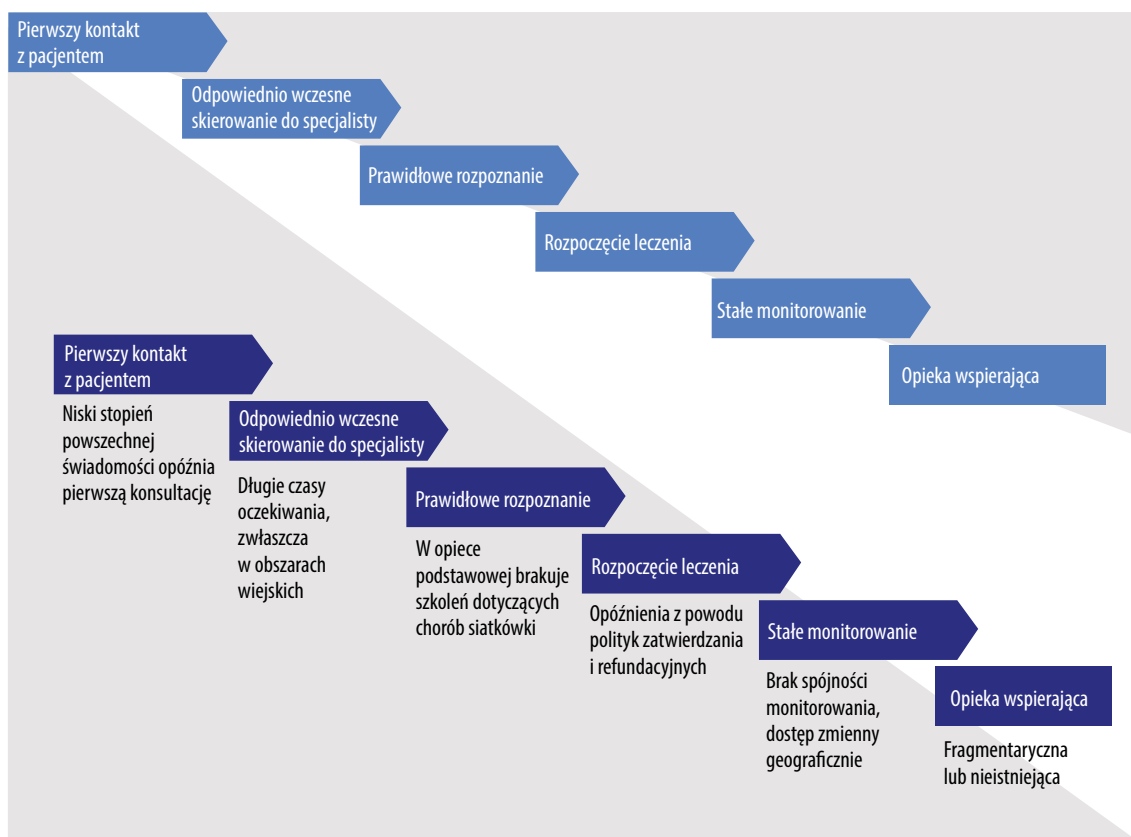 Pierwszy kontakt
z pacjentem
Odpowiednio wczesne
skierowanie do specjalisty
Prawidłowe rozpoznanie
Rozpoczęcie leczenia
Stałe monitorowanie
Opieka wspierająca
Pierwszy kontakt
z pacjentem
Niski stopień
powszechnej
świadomości opóźnia
pierwszą konsultację
Odpowiednio wczesne
skierowanie do specjalisty
Długie czasy
oczekiwania,
zwłaszcza
w obszarach
wiejskich
Prawidłowe rozpoznanie
W opiece
podstawowej brakuje
szkoleń dotyczących
chorób siatkówki
Rozpoczęcie leczenia
Opóźnienia z powodu
polityk zatwierdzania
i refundacyjnych
Stałe monitorowanie
Brak spójności
monitorowania,
dostęp zmienny
geograficznie
Opieka wspierająca
Fragmentaryczna
lub nieistniejąca